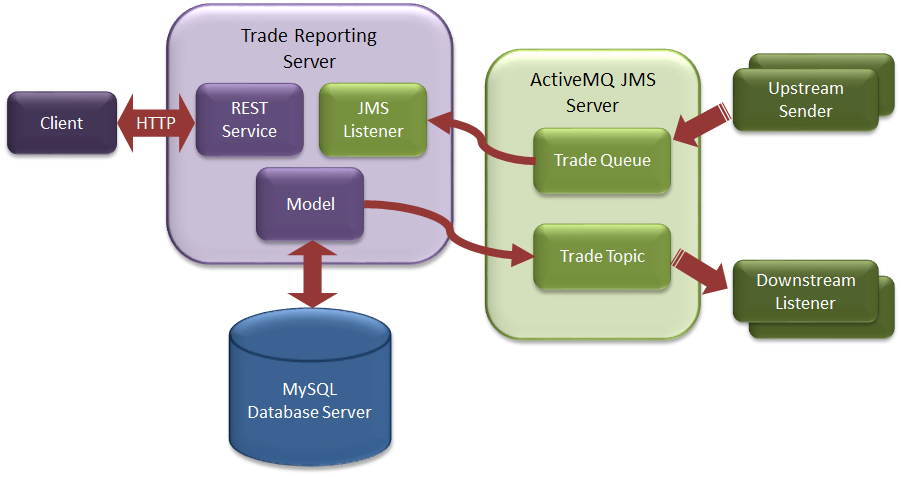 Trade Reporting
Server
ActiveMQ JMS
Server
Upstream
Sender
Client
HTTP
REST
Service
JMS
Listener
Trade Queue
Model
Trade Topic
Downstream
Listener
MySQL
Database Server